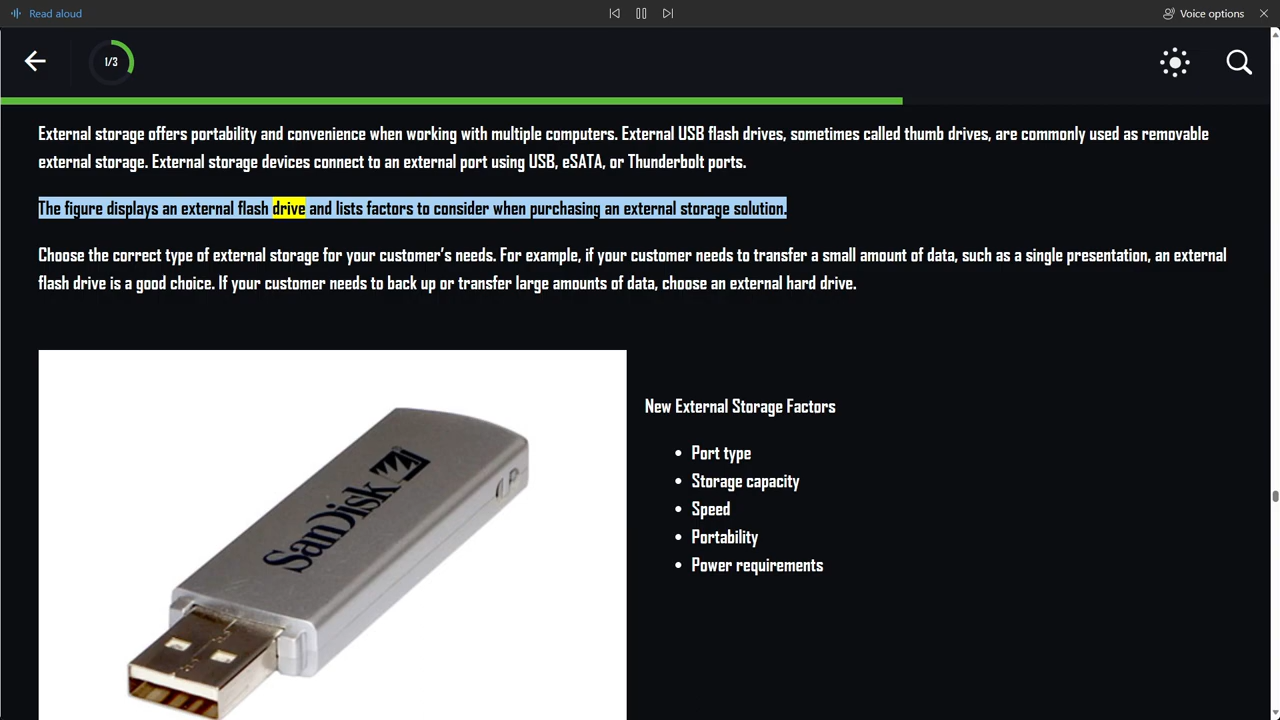 Read aloud
Voice options
1/3
External storage offers portability and convenience when working with multiple computers. External USB flash drives, sometimes called thumb drives, are commonly used as removable
external storage. External storage devices connect to an external port using USB, eSATA, or Thunderbolt ports.
The figure displays an external flash drive and lists factors to consider when purchasing an external storage solution.
Choose the correct type of external storage for your customer’s needs. For example, if your customer needs to transfer a small amount of data, such as a single presentation, an external
flash drive is a good choice. If your customer needs to back up or transfer large amounts of data, choose an external hard drive.
SanDisk
New External Storage Factors
• Port type
• Storage capacity
• Speed
• Portability
• Power requirements